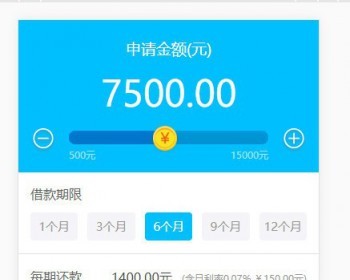 申请金额(元)
7500.00
¥
500元 15000元
借款期限
1个月 3个月 6个月 9个月 12个月
每期还款 1400.00元 (含日利率0.07% ¥150.00元)